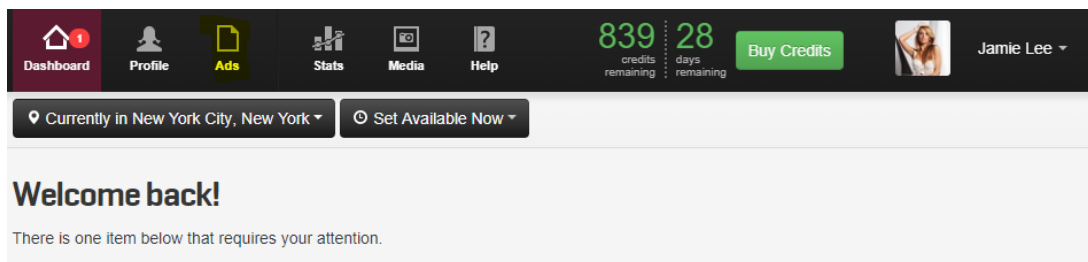 1
Dashboard
Profile
Ads
Stats
Media
?
Help
839
credits
remaining
28
days
remaining
Buy Credits
Jamie Lee
Currently in New York City, New York
Set Available Now
Welcome back!
There is one item below that requires your attention.